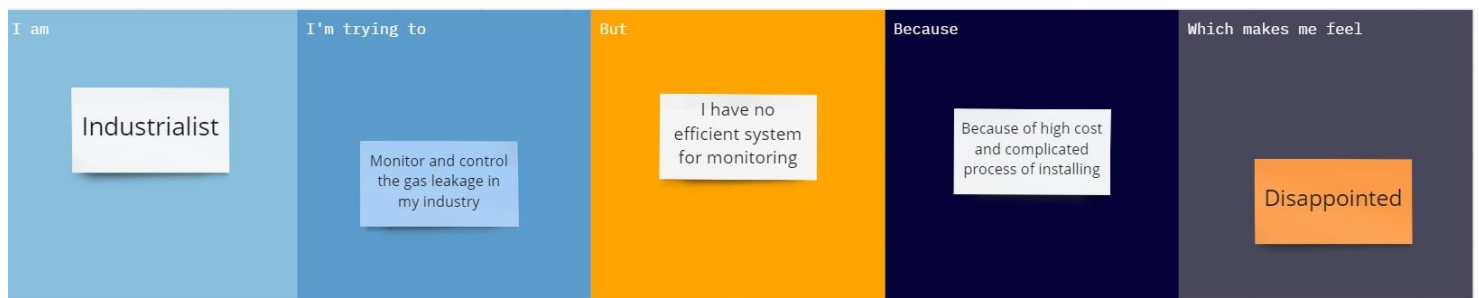 I am
Industrialist
I'm trying to
Monitor and control
the gas leakage in
my industry
But
I have no
efficient system
for monitoring
Because
Because of high cost
and complicated
process of installing
Which makes me feel
Disappointed